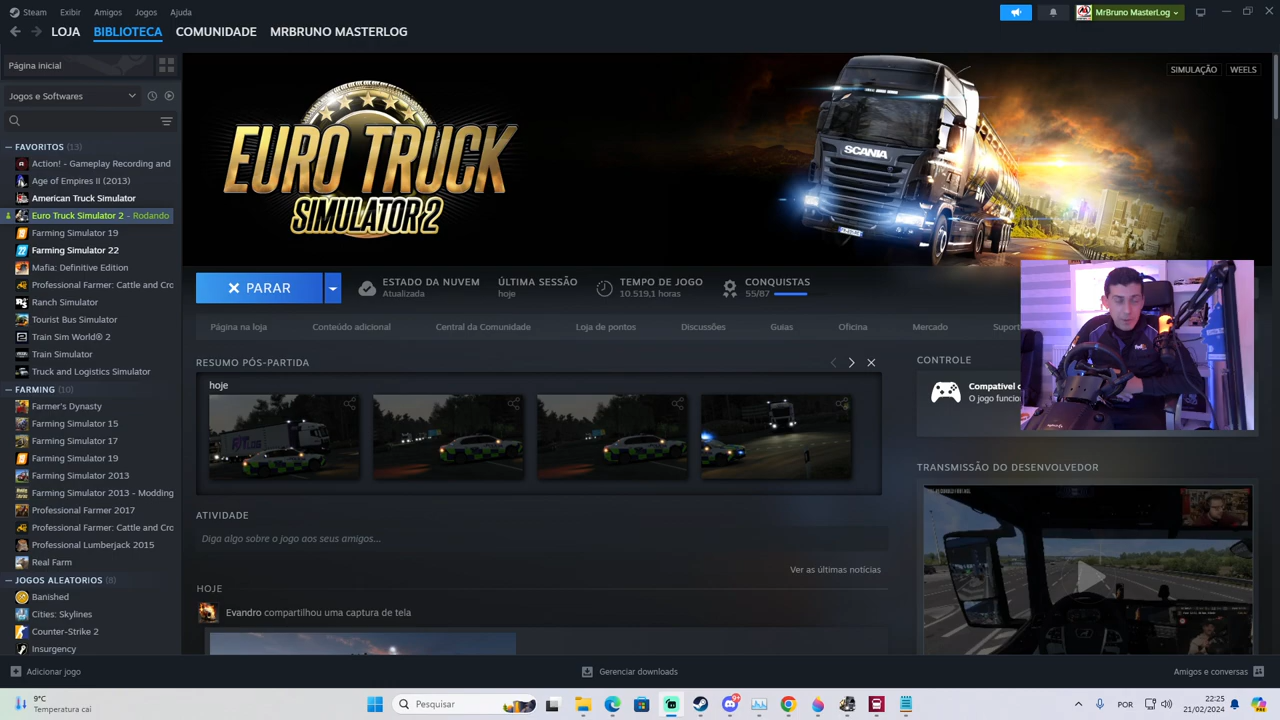 Steam Exibir Amigos Jogos Ajuda
MrBruno MasterLog
LOJA BIBLIOTECA COMUNIDADE MRBRUNO MASTERLOG
Página inicial
SIMULAÇÃO WEELS
Jogos e Softwares
FAVORITOS (13)
Action! - Gameplay Recording and
Age of Empires II (2013)
American Truck Simulator
Euro Truck Simulator 2 - Rodando
Farming Simulator 19
Farming Simulator 22
Mafia: Definitive Edition
Professional Farmer: Cattle and Cro
Ranch Simulator
Tourist Bus Simulator
Train Sim World® 2
Train Simulator
Truck and Logistics Simulator
FARMING (10)
Farmer's Dynasty
Farming Simulator 15
Farming Simulator 17
Farming Simulator 19
Farming Simulator 2013
Farming Simulator 2013 - Modding
Professional Farmer 2017
Professional Farmer: Cattle and Cro
Professional Lumberjack 2015
Real Farm
JOGOS ALEATORIOS (8)
Banished
Cities: Skylines
Counter-Strike 2
Insurgency
EURO TRUCK
SIMULATOR 2
SCANIA
PARAR
ESTADO DA NUVEM
Atualizada
ÚLTIMA SESSÃO
hoje
TEMPO DE JOGO
10.519,1 horas
CONQUISTAS
55/87
Página na loja Conteúdo adicional Central da Comunidade Loja de pontos Discussões Guias Oficina Mercado Suport
RESUMO PÓS-PARTIDA
hoje
ATIVIDADE
Diga algo sobre o jogo aos seus amigos...
Ver as últimas notícias
HOJE
Evandro compartilhou uma captura de tela
CONTROLE
Compatível c
O jogo funcio
TRANSMISSÃO DO DESENVOLVEDOR
Adicionar jogo
Gerenciar downloads
Amigos e conversas
9°C
Temperatura cai
Pesquisar
POR
22:25
21/02/2024